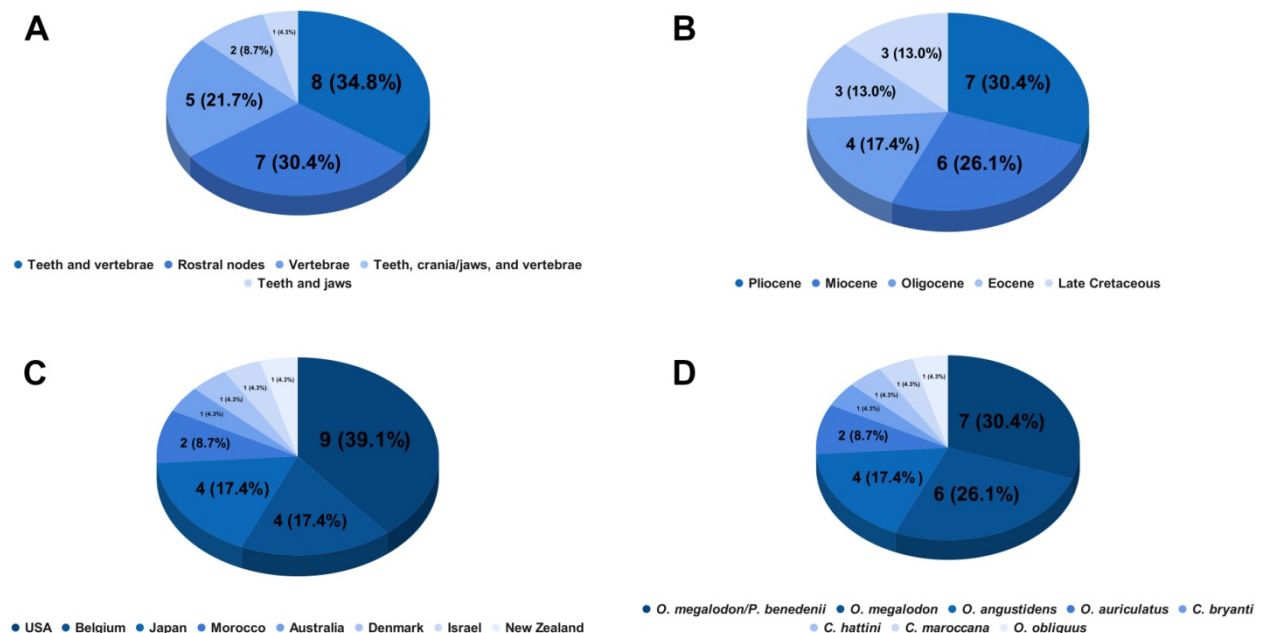 A
1 (4.3%)
2 (8.7%)
8 (34.8%)
5 (21.7%)
7 (30.4%)
Teeth and vertebrae Rostral nodes Vertebrae Teeth, crania/jaws, and vertebrae
Teeth and jaws
B
3 (13.0%)
7 (30.4%)
3 (13.0%)
4 (17.4%)
6 (26.1%)
Pliocene Miocene Oligocene Eocene Late Cretaceous
C
1 (4.3%)
1 (4.3%)
1 (4.3%)
1 (4.3%)
2 (8.7%)
9 (39.1%)
4 (17.4%)
4 (17.4%)
USA Belgium Japan Morocco Australia Denmark Israel New Zealand
D
1 (4.3%)
1 (4.3%)
1 (4.3%)
1 (4.3%)
2 (8.7%)
7 (30.4%)
4 (17.4%)
6 (26.1%)
O. megalodon/P. benedenii O. megalodon O. angustidens O. auriculatus C. bryanti
C. hattini C. maroccana O. obliquus